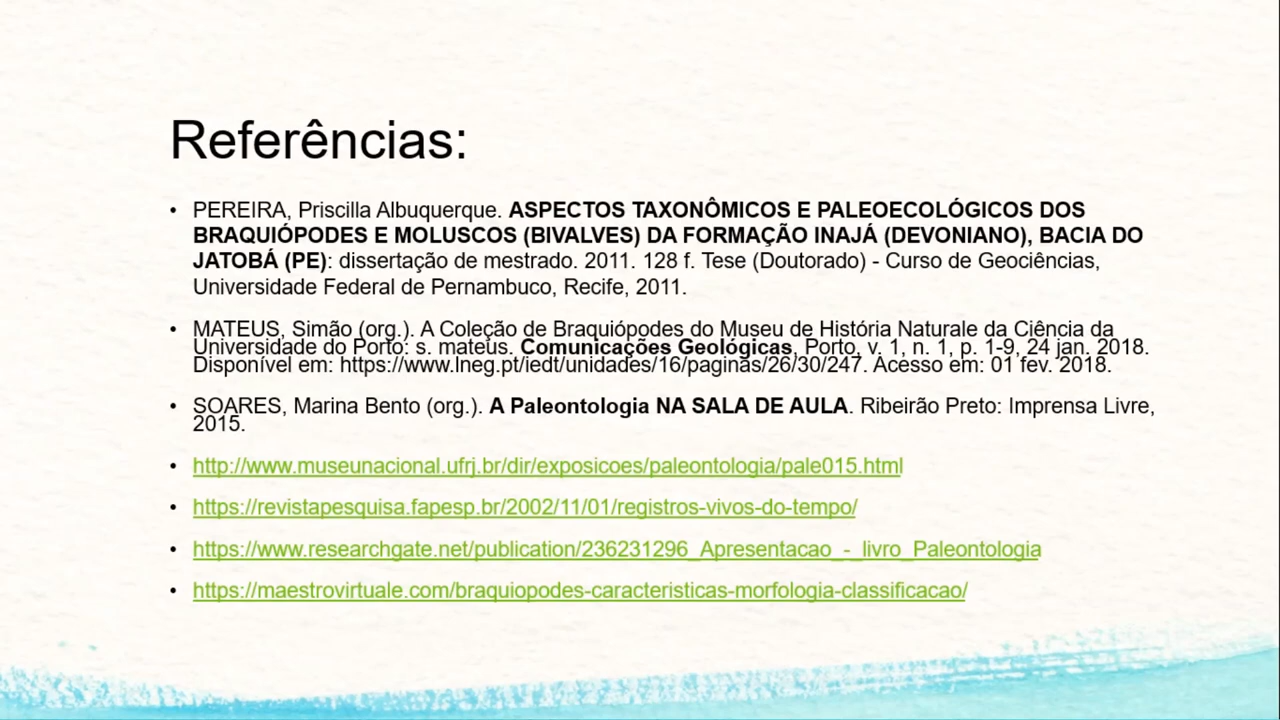 Referências:
• PEREIRA, Priscilla Albuquerque. ASPECTOS TAXONÔMICOS E PALEOECOLÓGICOS DOS
BRAQUIÓPODES E MOLUSCOS (BIVALVES) DA FORMAÇÃO INAJÁ (DEVONIANO), BACIA DO
JATOBÁ (PE): dissertação de mestrado. 2011. 128 f. Tese (Doutorado) - Curso de Geociências,
Universidade Federal de Pernambuco, Recife, 2011.
• MATEUS, Simão (org.). A Coleção de Braquiópodes do Museu de História Naturale da Ciência da
Universidade do Porto: s. mateus. Comunicações Geológicas, Porto, v. 1, n. 1, p. 1-9, 24 jan. 2018.
Disponível em: https://www.lneg.pt/iedt/unidades/16/paginas/26/30/247. Acesso em: 01 fev. 2018.
• SOARES, Marina Bento (org.). A Paleontologia NA SALA DE AULA. Ribeirão Preto: Imprensa Livre,
2015.
• http://www.museunacional.ufrj.br/dir/exposicoes/paleontologia/pale015.html
• https://revistapesquisa.fapesp.br/2002/11/01/registros-vivos-do-tempo/
• https://www.researchgate.net/publication/236231296_Apresentacao_-_livro_Paleontologia
• https://maestrovirtuale.com/braquiopodes-caracteristicas-morfologia-classificacao/